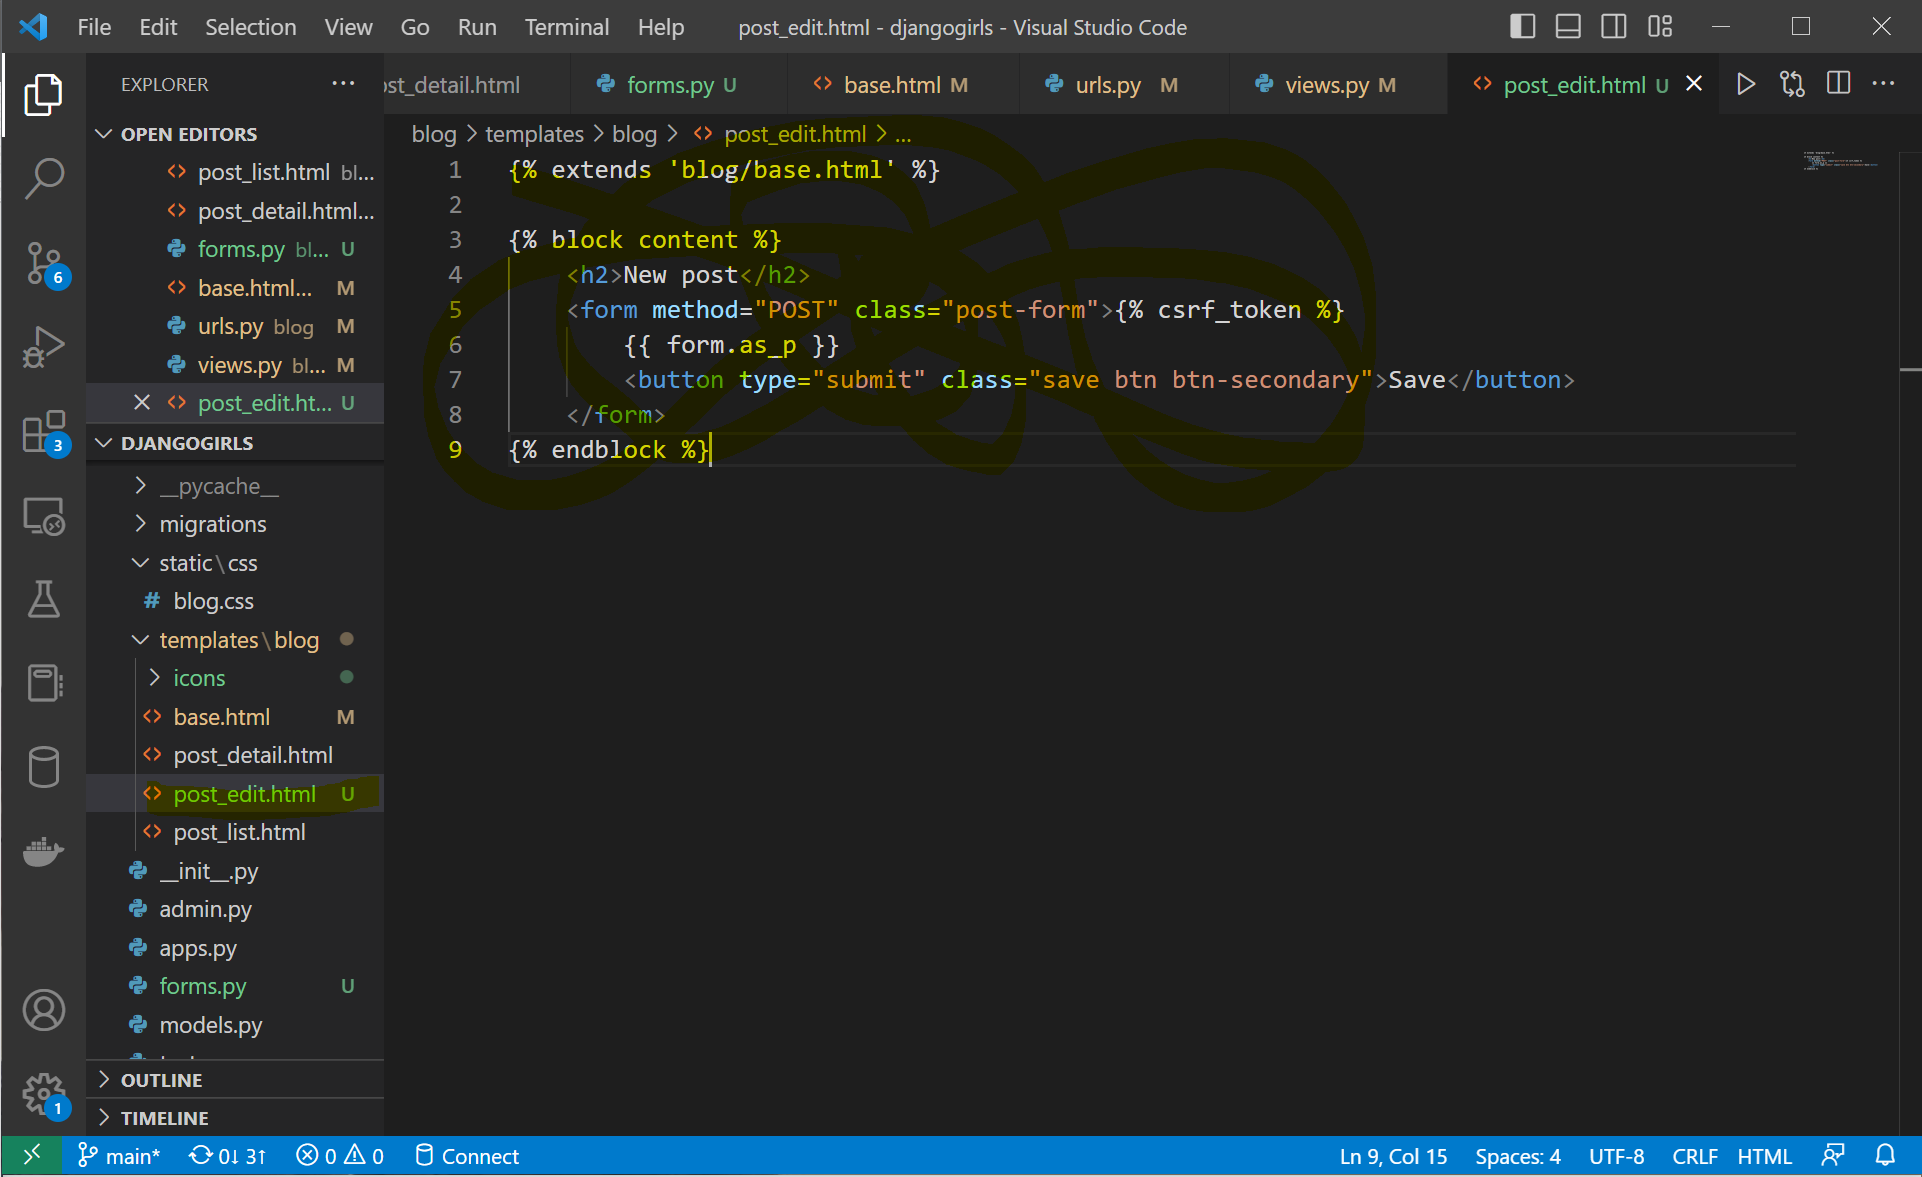 File Edit Selection View Go Run Terminal Help post_edit.html - djangogirls - Visual Studio Code
EXPLORER ...
ost_detail.html forms.py U base.html M urls.py M views.py M post_edit.html U ...
OPEN EDITORS
post_list.html bl...
post_detail.html...
forms.py bl... U
base.html... M
urls.py blog M
views.py bl... M
post_edit.ht... U
DJANGOGIRLS
__pycache__
migrations
static\css
# blog.css
templates\blog
icons
base.html M
post_detail.html
post_edit.html U
post_list.html
__init__.py
admin.py
apps.py
forms.py U
models.py
OUTLINE
TIMELINE
6
3
1
blog > templates > blog > <> post_edit.html > ...
1 {% extends 'blog/base.html' %}
2
3 {% block content %}
4 <h2>New post</h2>
5 <form method="POST" class="post-form">{% csrf_token %}
6 {{ form.as_p }}
7 <button type="submit" class="save btn btn-secondary">Save</button>
8 </form>
9 {% endblock %}
main* 0↓ 3↑ 0 0 Connect Ln 9, Col 15 Spaces: 4 UTF-8 CRLF HTML